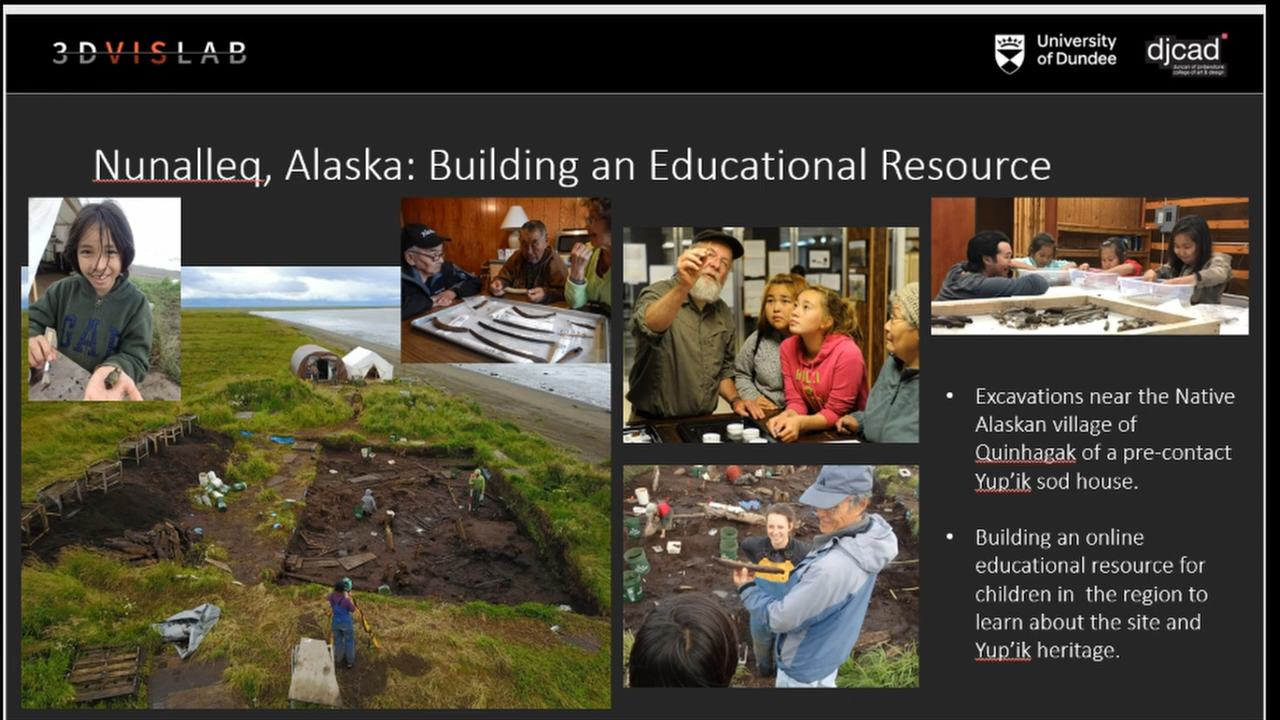 3DVISLAB
University
of Dundee
djcad
duncan of jordanstone
college of art & design
Nunalleq, Alaska: Building an Educational Resource
GAP
• Excavations near the Native
Alaskan village of
Quinhagak of a pre-contact
Yup’ik sod house.
• Building an online
educational resource for
children in the region to
learn about the site and
Yup’ik heritage.